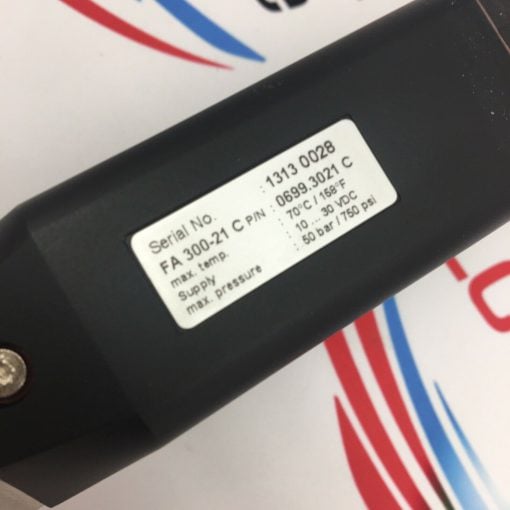 Serial No. : 1313 0028
FA 300-21 C P/N : 0699.3021 C
max. temp. : 70°C / 158°F
Supply : 10 ... 30 VDC
max. pressure : 50 bar / 750 psi